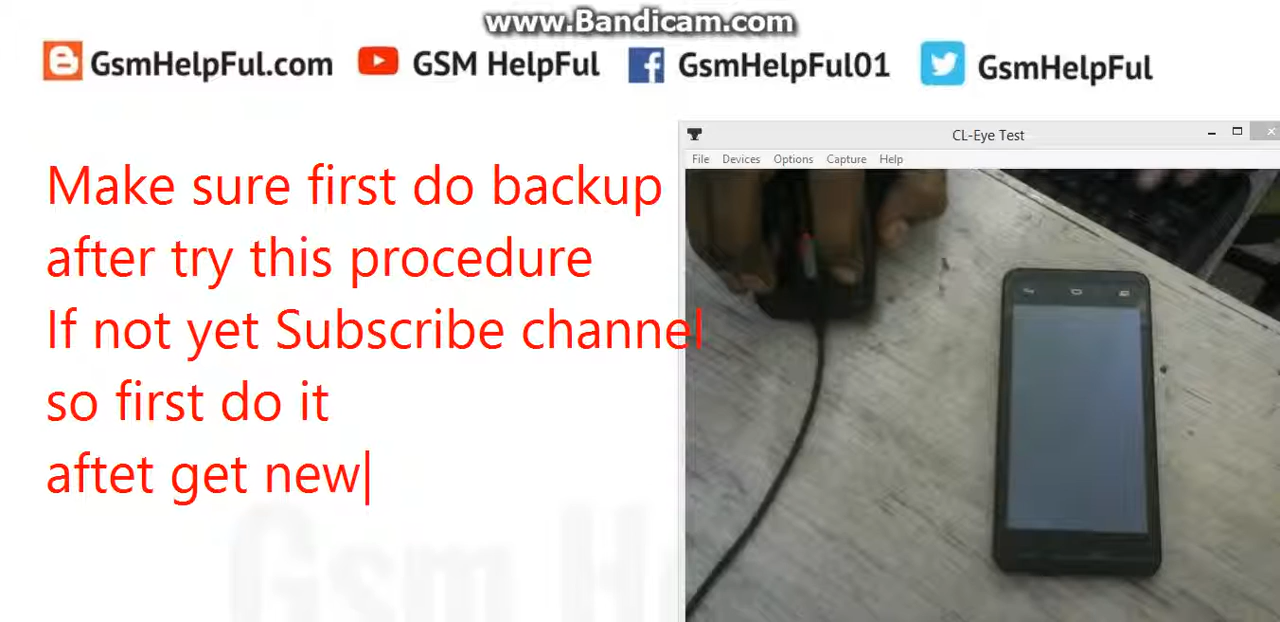 www.Bandicam.com
GsmHelpFul.com GSM HelpFul GsmHelpFul01 GsmHelpFul
CL-Eye Test
File Devices Options Capture Help
Make sure first do backup
after try this procedure
If not yet Subscribe channel
so first do it
aftet get new
Gsm He